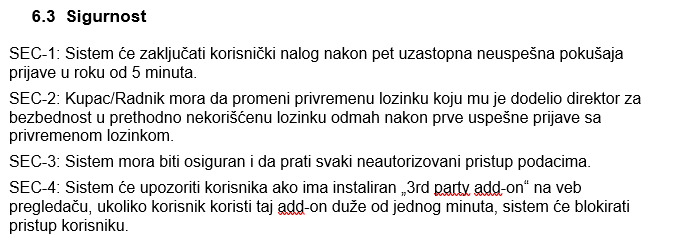 6.3 Sigurnost
SEC-1: Sistem će zaključati korisnički nalog nakon pet uzastopna neuspešna pokušaja
prijave u roku od 5 minuta.
SEC-2: Kupac/Radnik mora da promeni privremenu lozinku koju mu je dodelio direktor za
bezbednost u prethodno nekorišćenu lozinku odmah nakon prve uspešne prijave sa
privremenom lozinkom.
SEC-3: Sistem mora biti osiguran i da prati svaki neautorizovani pristup podacima.
SEC-4: Sistem će upozoriti korisnika ako ima instaliran „3rd party add-on“ na veb
pregledaču, ukoliko korisnik koristi taj add-on duže od jednog minuta, sistem će blokirati
pristup korisniku.